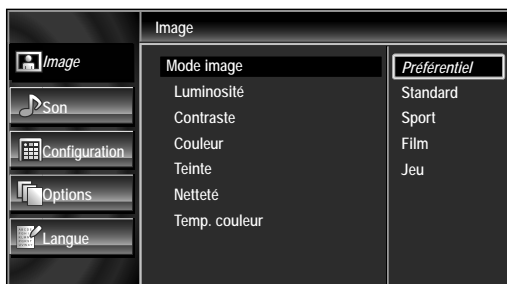 Image
Image
Son
Configuration
Options
Langue
Mode image
Luminosité
Contraste
Couleur
Teinte
Netteté
Temp. couleur
Préférentiel
Standard
Sport
Film
Jeu